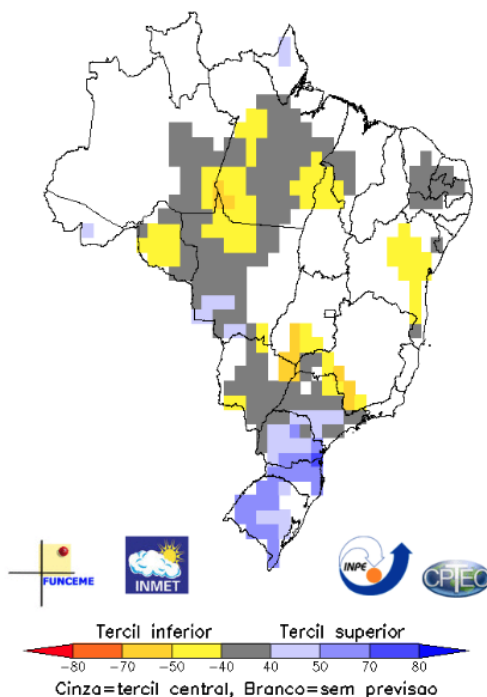 FUNCEME
INMET
INPE
CPTEC
Tercil inferior Tercil superior
-80 -70 -50 -40 40 50 70 80
Cinza=tercil central, Branco=sem previsao